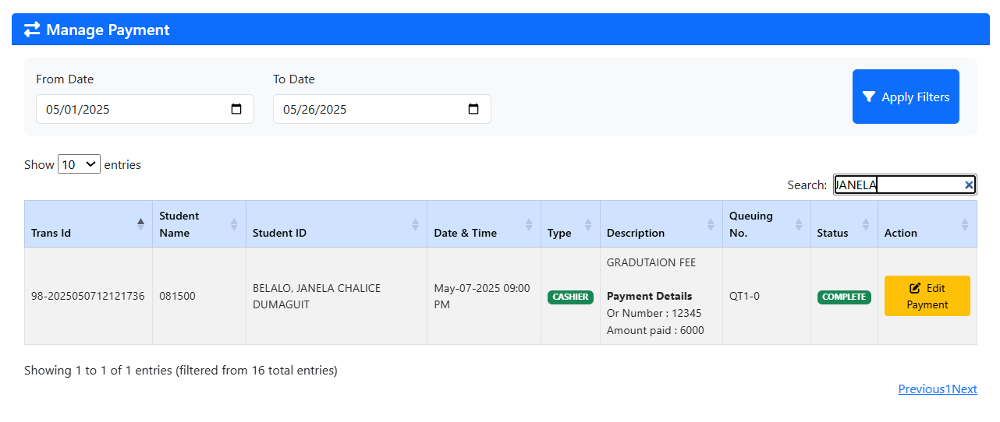 Manage Payment
From Date
To Date
05/01/2025
05/26/2025
Apply Filters
Show 10 entries
Search: JANELA
Trans Id
Student
Name
Student ID
Date & Time
Type
Description
Queuing
No.
Status
Action
98-2025050712121736
081500
BELALO, JANELA CHALICE
DUMAGUIT
May-07-2025 09:00
PM
CASHIER
GRADUTAION FEE
Payment Details
Or Number : 12345
Amount paid : 6000
QT1-0
COMPLETE
Edit
Payment
Showing 1 to 1 of 1 entries (filtered from 16 total entries)
Previous1Next